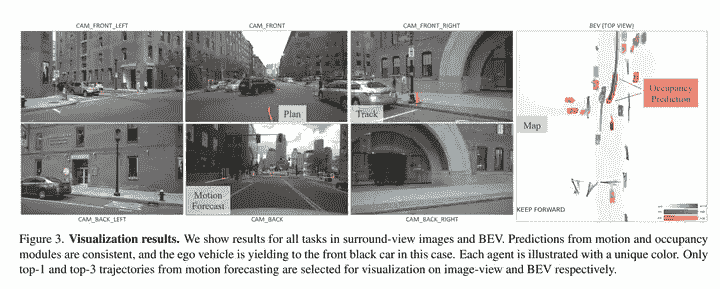 CAM_FRONT_LEFT
CAM_FRONT
CAM_FRONT_RIGHT
BEV (TOP VIEW)
Plan
Track
Occupancy
Prediction
Map
Motion
Forecast
KEEP FORWARD
CAM_BACK_LEFT
CAM_BACK
CAM_BACK_RIGHT
Figure 3. Visualization results. We show results for all tasks in surround-view images and BEV. Predictions from motion and occupancy
modules are consistent, and the ego vehicle is yielding to the front black car in this case. Each agent is illustrated with a unique color. Only
top-1 and top-3 trajectories from motion forecasting are selected for visualization on image-view and BEV respectively.